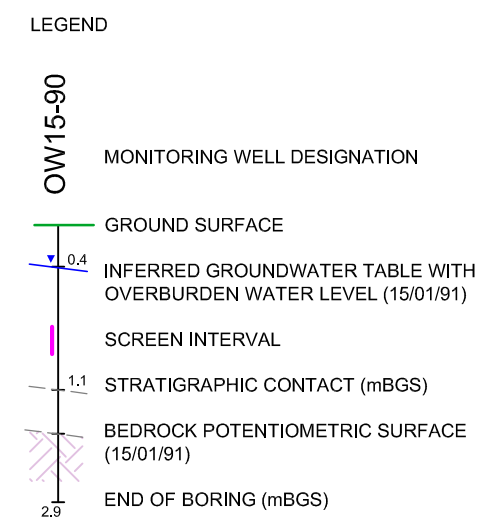 LEGEND
OW15-90
MONITORING WELL DESIGNATION
GROUND SURFACE
0.4
INFERRED GROUNDWATER TABLE WITH
OVERBURDEN WATER LEVEL (15/01/91)
SCREEN INTERVAL
1.1
STRATIGRAPHIC CONTACT (mBGS)
BEDROCK POTENTIOMETRIC SURFACE
(15/01/91)
END OF BORING (mBGS)
2.9